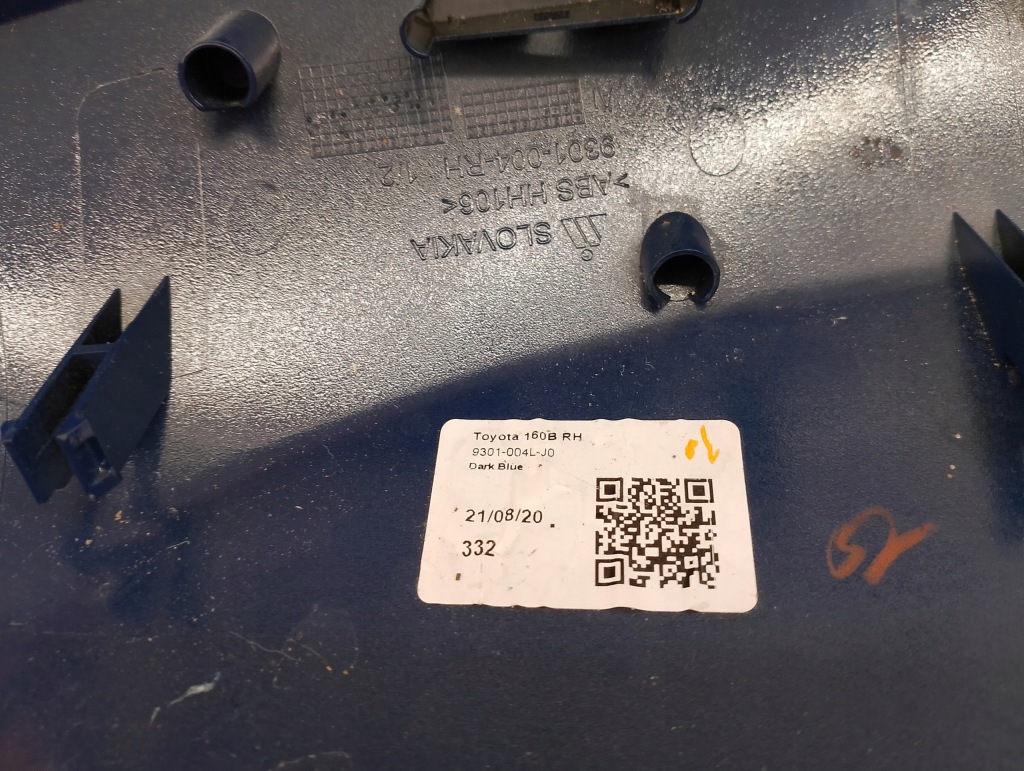 9301-004-RH 1/2
>ABS HH106<
SLOVAKIA
Toyota 160B RH
9301-004L-J0
Dark Blue
21/08/20
332